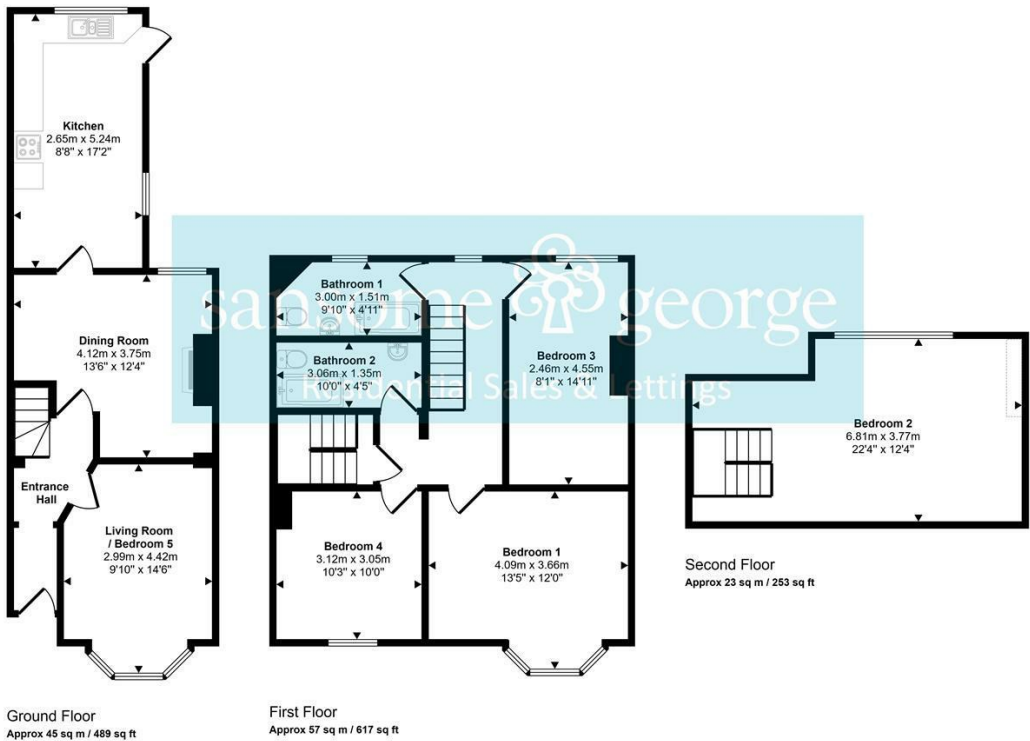 Kitchen
2.65m x 5.24m
8'8" x 17'2"
Dining Room
4.12m x 3.75m
13'6" x 12'4"
Entrance
Hall
Living Room
/ Bedroom 5
2.99m x 4.42m
9'10" x 14'6"
Ground Floor
Approx 45 sq m / 489 sq ft
sansome george
Residential Sales & Lettings
Bathroom 1
3.00m x 1.51m
9'10" x 4'11"
Bathroom 2
3.06m x 1.35m
10'0" x 4'5"
Bedroom 3
2.46m x 4.55m
8'1" x 14'11"
Bedroom 4
3.12m x 3.05m
10'3" x 10'0"
Bedroom 1
4.09m x 3.66m
13'5" x 12'0"
First Floor
Approx 57 sq m / 617 sq ft
Bedroom 2
6.81m x 3.77m
22'4" x 12'4"
Second Floor
Approx 23 sq m / 253 sq ft